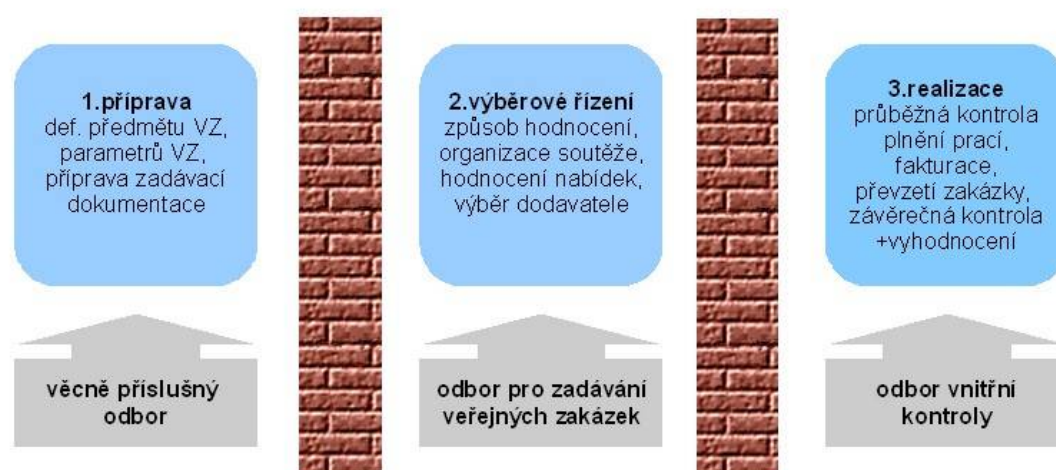 1.příprava
def. předmětu VZ,
parametrů VZ,
příprava zadávací
dokumentace
2.výběrové řízení
způsob hodnocení,
organizace soutěže,
hodnocení nabídek,
výběr dodavatele
3.realizace
průběžná kontrola
plnění prací,
fakturace,
převzetí zakázky,
závěrečná kontrola
+vyhodnocení
věcně příslušný
odbor
odbor pro zadávání
veřejných zakázek
odbor vnitřní
kontroly